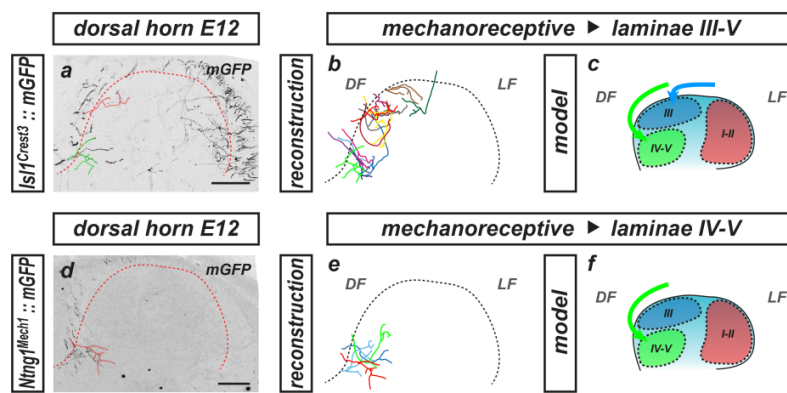 dorsal horn E12
mechanoreceptive ▶ laminae III-V
Isl1Crest3 :: mGFP
a
mGFP
reconstruction
b
DF
LF
model
c
DF
LF
III
IV-V
I-II
dorsal horn E12
mechanoreceptive ▶ laminae IV-V
Ntng1Mech1 :: mGFP
d
mGFP
reconstruction
e
DF
LF
model
f
DF
LF
III
IV-V
I-II